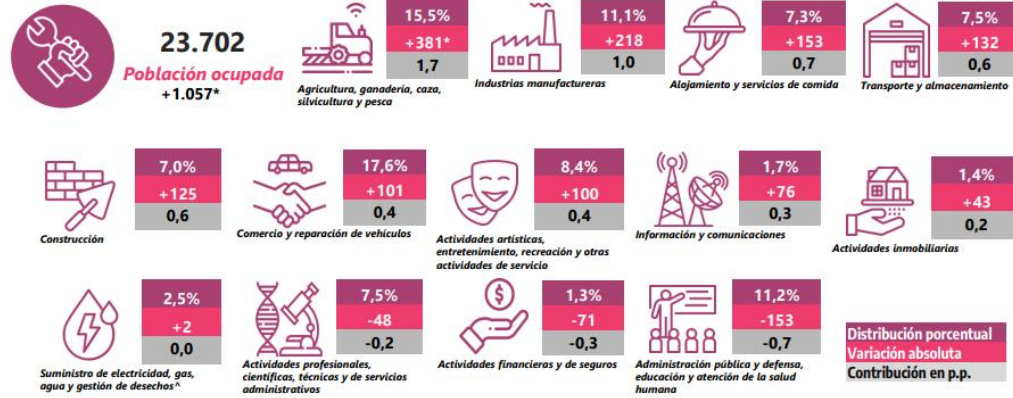 23.702
Población ocupada
+1.057*
15,5%
+381*
1,7
Agricultura, ganadería, caza,
silvicultura y pesca
11,1%
+218
1,0
Industrias manufactureras
7,3%
+153
0,7
Alojamiento y servicios de comida
7,5%
+132
0,6
Transporte y almacenamiento
7,0%
+125
0,6
Construcción
17,6%
+101
0,4
Comercio y reparación de vehículos
8,4%
+100
0,4
Actividades artísticas,
entretenimiento, recreación y otras
actividades de servicio
1,7%
+76
0,3
Información y comunicaciones
1,4%
+43
0,2
Actividades inmobiliarias
2,5%
+2
0,0
Suministro de electricidad, gas,
agua y gestión de desechos^
7,5%
-48
-0,2
Actividades profesionales,
científicas, técnicas y de servicios
administrativos
$
1,3%
-71
-0,3
Actividades financieras y de seguros
11,2%
-153
-0,7
Administración pública y defensa,
educación y atención de la salud
humana
Distribución porcentual
Variación absoluta
Contribución en p.p.